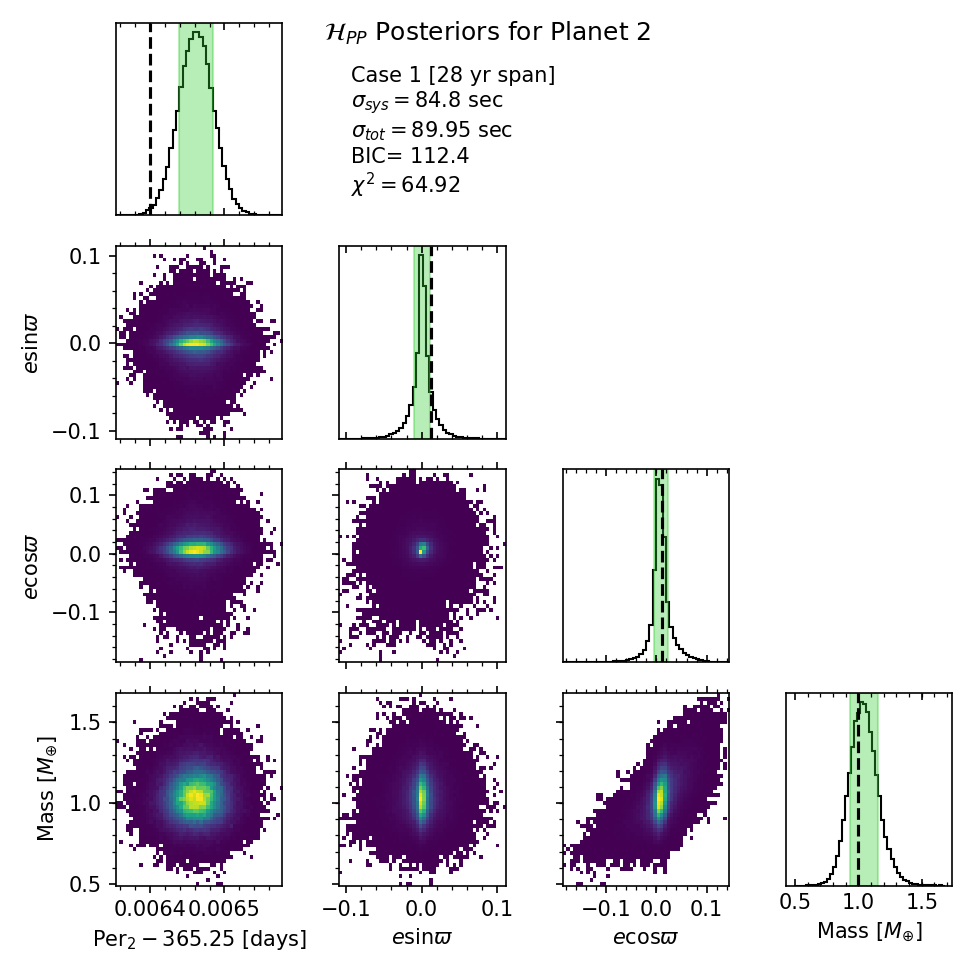 𝓗_PP Posteriors for Planet 2
Case 1 [28 yr span]
σ_sys = 84.8 sec
σ_tot = 89.95 sec
BIC= 112.4
χ² = 64.92
0.1
0.0
−0.1
esinϖ
0.1
0.0
−0.1
ecosϖ
1.5
1.0
0.5
Mass [M⊕]
0.0064 0.0065
Per₂ − 365.25 [days]
−0.1 0.0 0.1
esinϖ
−0.1 0.0 0.1
ecosϖ
0.5 1.0 1.5
Mass [M⊕]